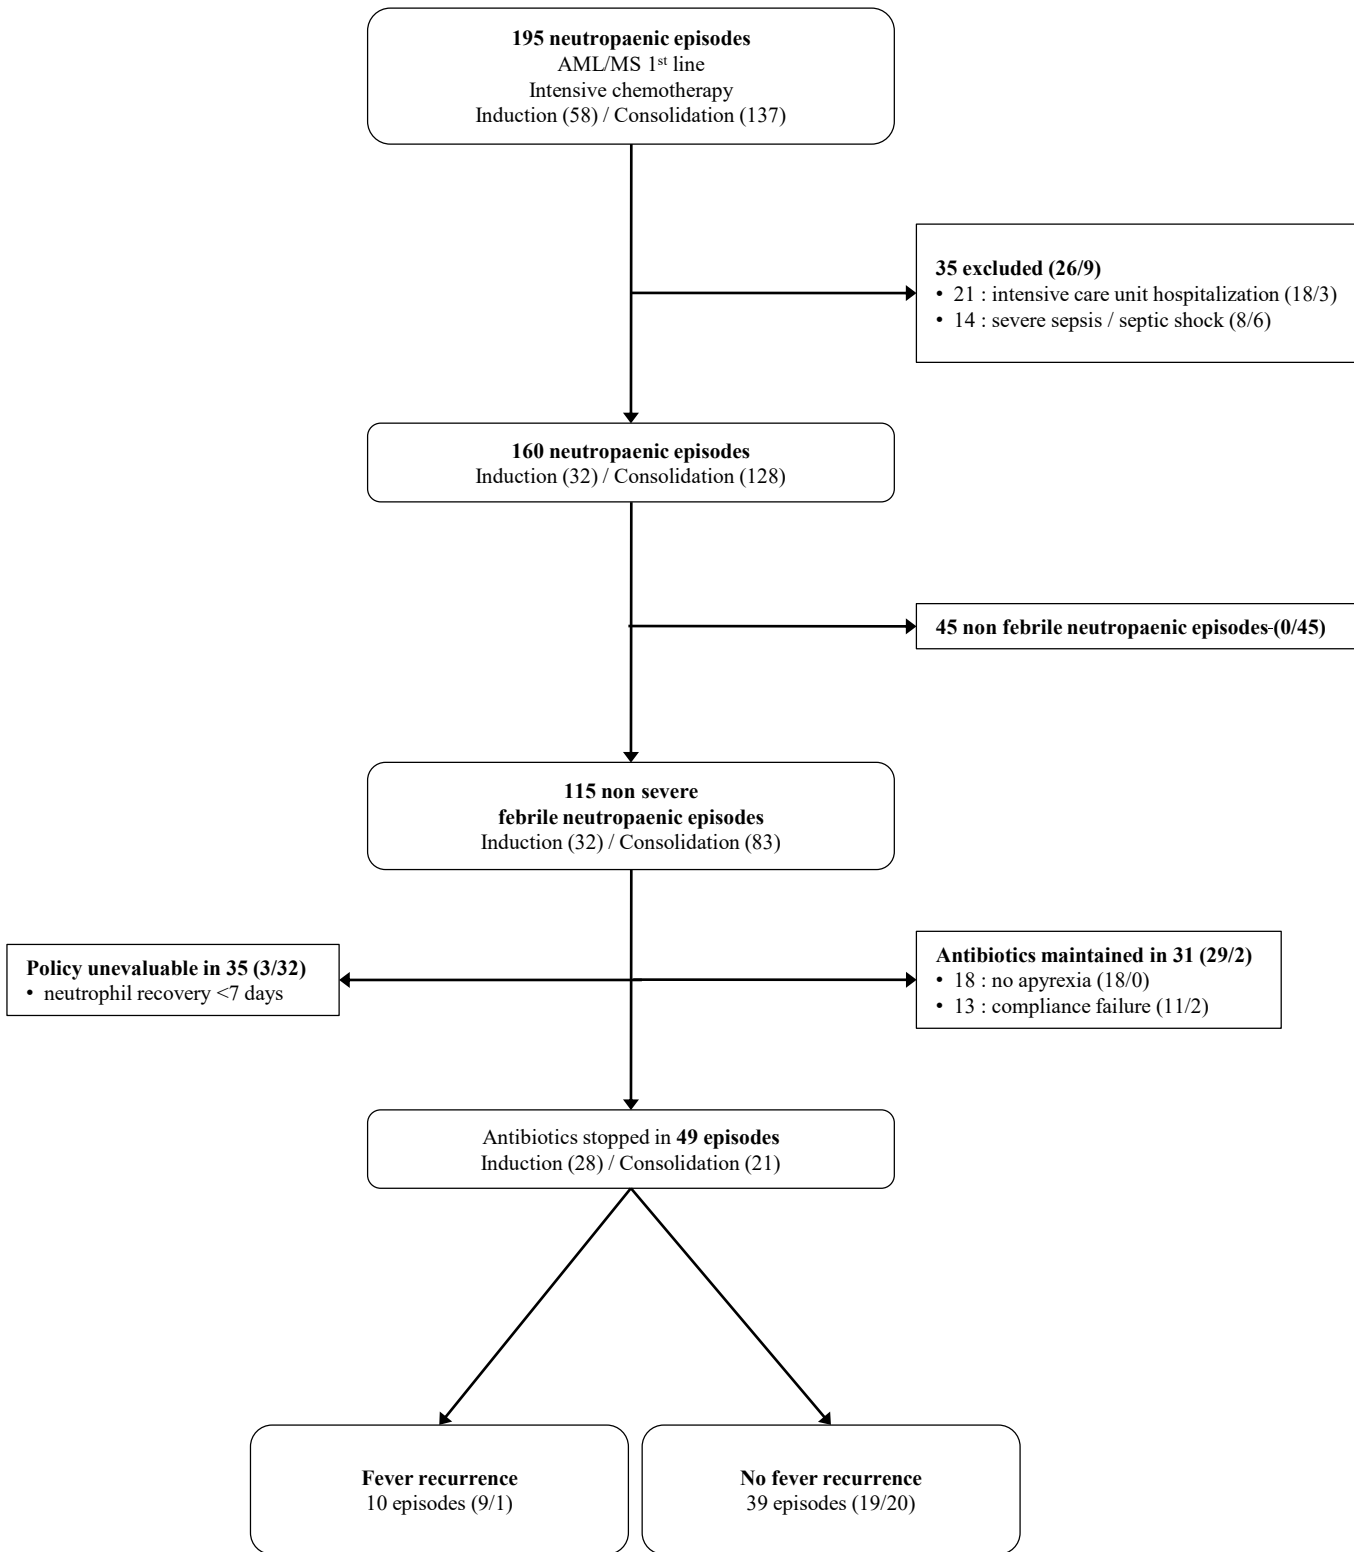 195 neutropaenic episodes
AML/MS 1st line
Intensive chemotherapy
Induction (58) / Consolidation (137)
35 excluded (26/9)
• 21 : intensive care unit hospitalization (18/3)
• 14 : severe sepsis / septic shock (8/6)
160 neutropaenic episodes
Induction (32) / Consolidation (128)
45 non febrile neutropaenic episodes-(0/45)
115 non severe
febrile neutropaenic episodes
Induction (32) / Consolidation (83)
Policy unevaluable in 35 (3/32)
• neutrophil recovery <7 days
Antibiotics maintained in 31 (29/2)
• 18 : no apyrexia (18/0)
• 13 : compliance failure (11/2)
Antibiotics stopped in 49 episodes
Induction (28) / Consolidation (21)
Fever recurrence
10 episodes (9/1)
No fever recurrence
39 episodes (19/20)